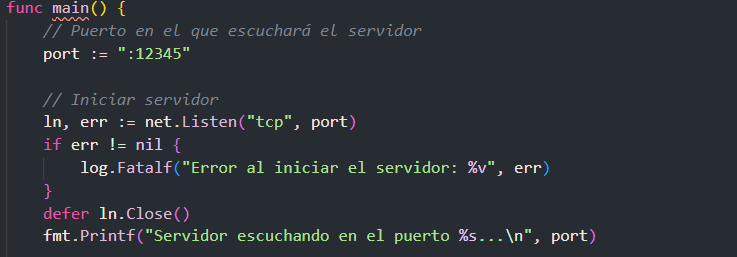 func main() {
    // Puerto en el que escuchará el servidor
    port := ":12345"

    // Iniciar servidor
    ln, err := net.Listen("tcp", port)
    if err != nil {
        log.Fatalf("Error al iniciar el servidor: %v", err)
    }
    defer ln.Close()
    fmt.Printf("Servidor escuchando en el puerto %s...\n", port)